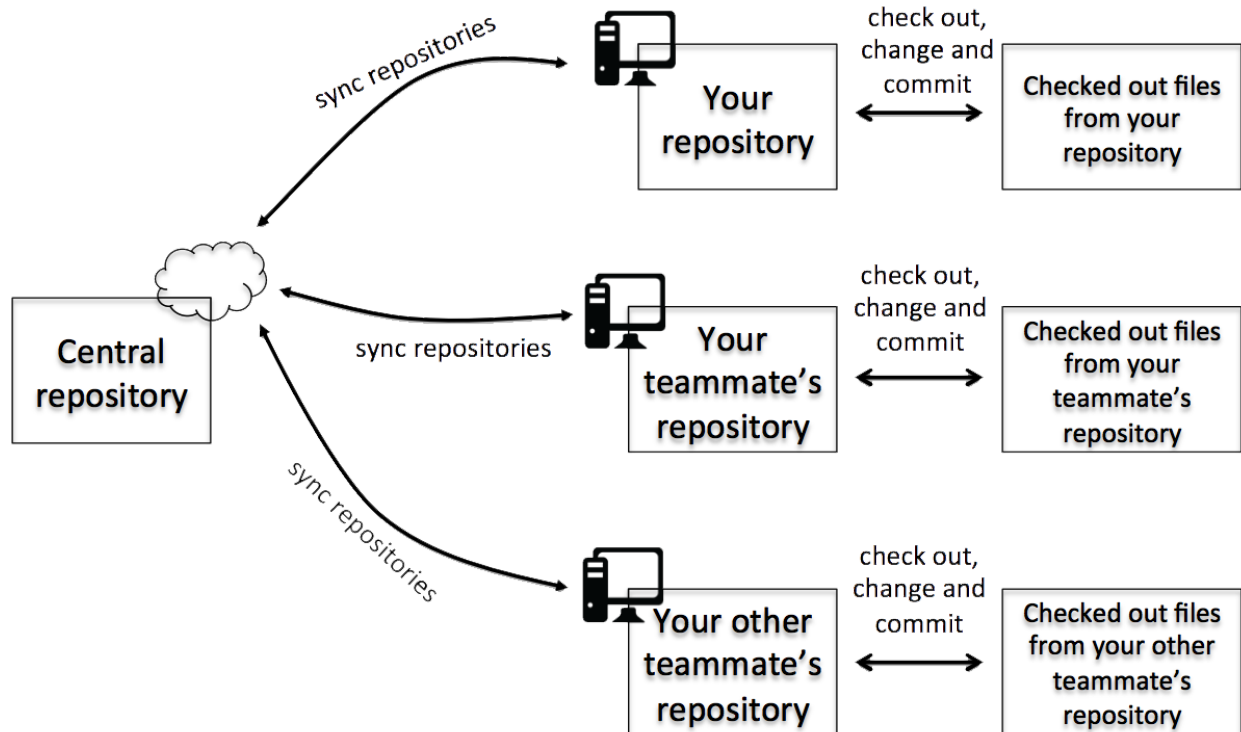 sync repositories
check out,
change and
commit
Your
repository
Checked out files
from your
repository
Central
repository
sync repositories
check out,
change and
commit
Your
teammate’s
repository
Checked out files
from your
teammate’s
repository
sync repositories
check out,
change and
commit
Your other
teammate’s
repository
Checked out files
from your other
teammate’s
repository